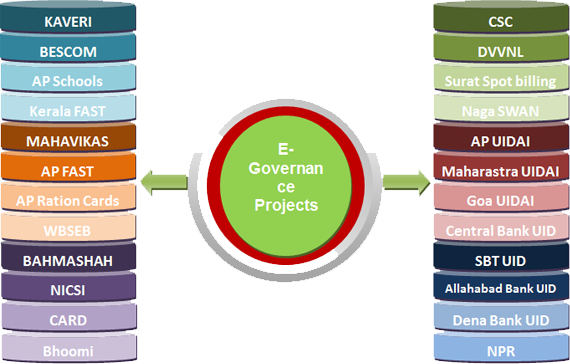 KAVERI
BESCOM
AP Schools
Kerala FAST
MAHAVIKAS
AP FAST
AP Ration Cards
WBSEB
BAHMASHAH
NICSI
CARD
Bhoomi
E-
Governan
ce
Projects
CSC
DVVNL
Surat Spot billing
Naga SWAN
AP UIDAI
Maharastra UIDAI
Goa UIDAI
Central Bank UID
SBT UID
Allahabad Bank UID
Dena Bank UID
NPR